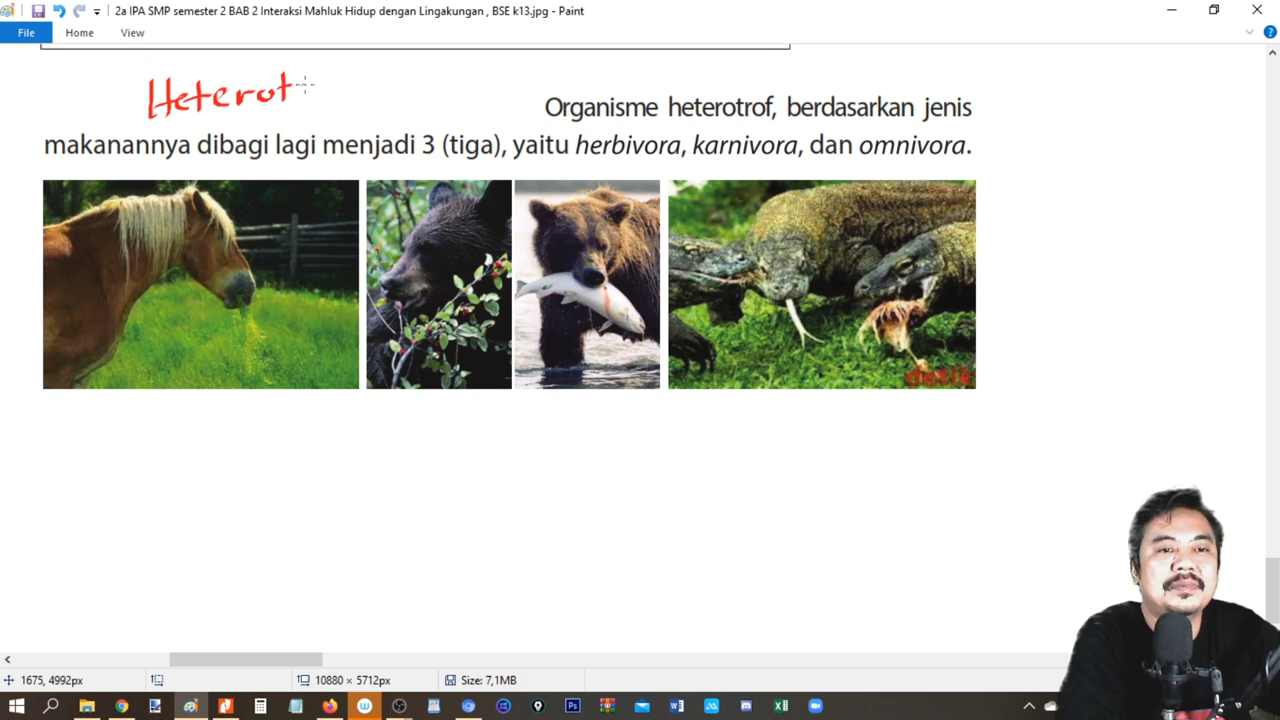 2a IPA SMP semester 2 BAB 2 Interaksi Mahluk Hidup dengan Lingakungan , BSE k13.jpg - Paint
File Home View
Heterot
Organisme heterotrof, berdasarkan jenis
makanannya dibagi lagi menjadi 3 (tiga), yaitu herbivora, karnivora, dan omnivora.
detik
1675, 4992px 10880 × 5712px Size: 7,1MB